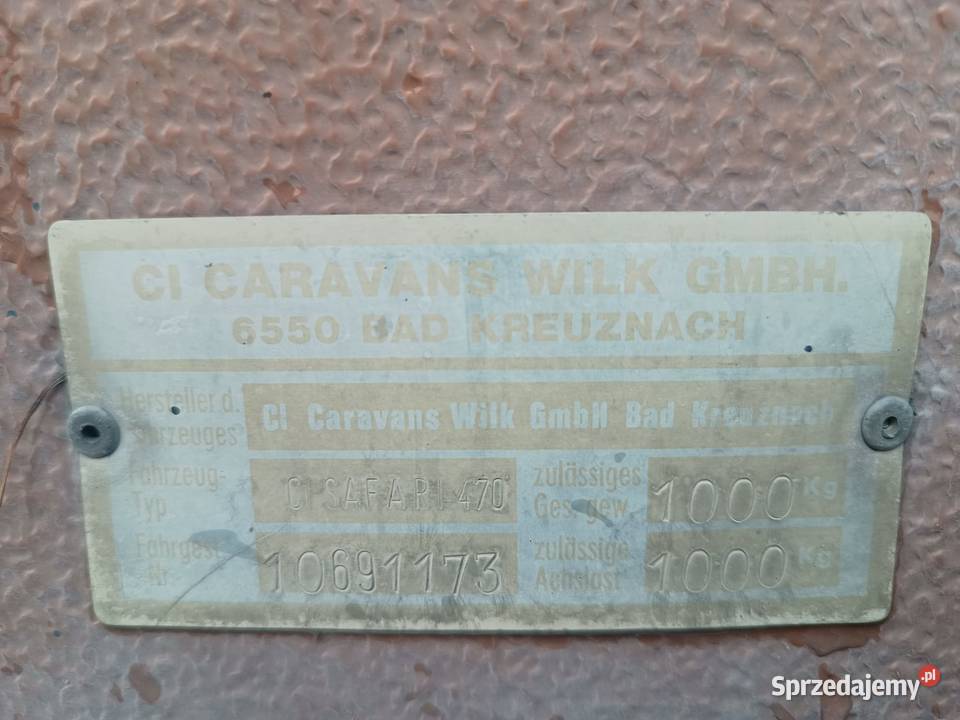 CI CARAVANS WILK GMBH.
6550 BAD KREUZNACH
Hersteller d. Fahrzeuges CI Caravans Wilk GmbH Bad Kreuznach
Fahrzeug-Typ CI SAFARI 470 zulässiges Ges. gew. 1000 Kg
Fahrgest. Nr. 10691173 zulässige Achslast 1000 Kg
Sprzedajemy.pl